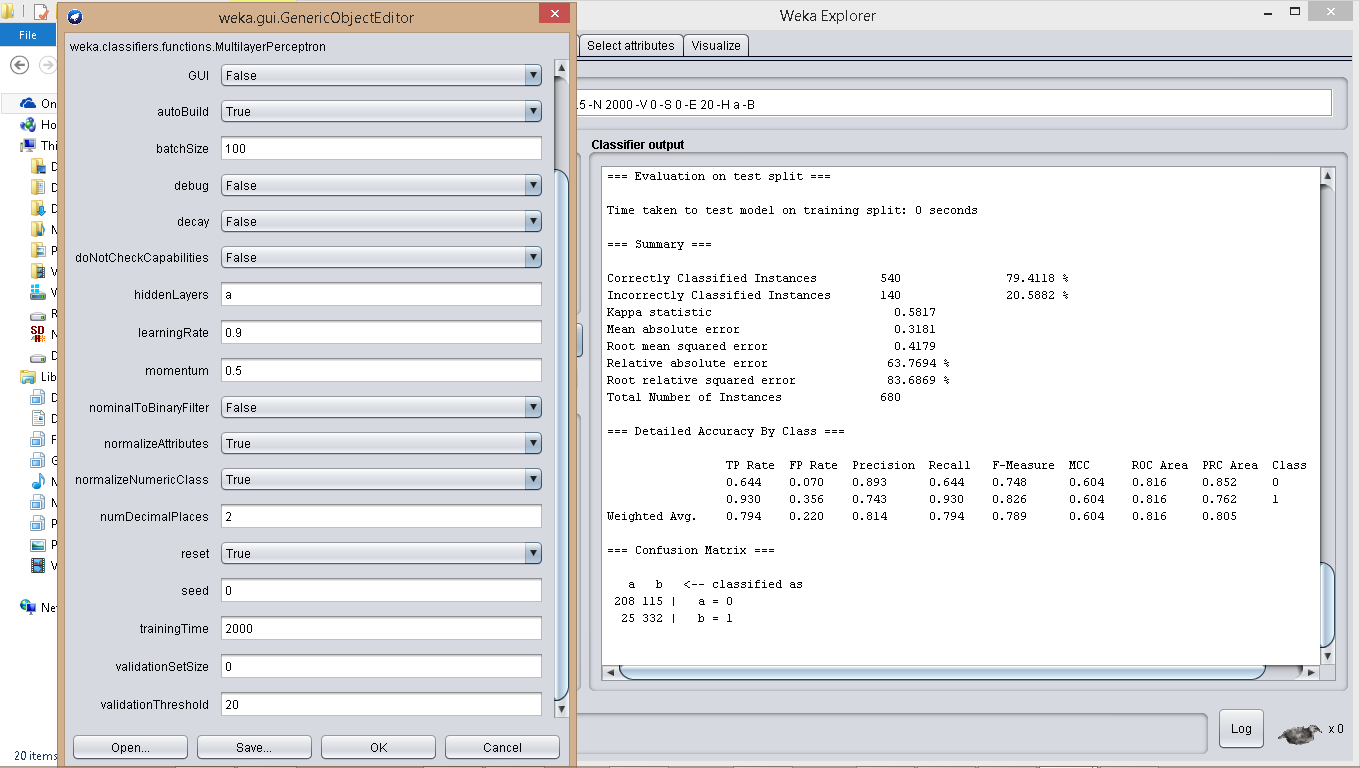 weka.gui.GenericObjectEditor
Weka Explorer
File
weka.classifiers.functions.MultilayerPerceptron
Select attributes
Visualize
GUI False
autoBuild True
batchSize 100
debug False
decay False
doNotCheckCapabilities False
hiddenLayers a
learningRate 0.9
momentum 0.5
nominalToBinaryFilter False
normalizeAttributes True
normalizeNumericClass True
numDecimalPlaces 2
reset True
seed 0
trainingTime 2000
validationSetSize 0
validationThreshold 20
Open... Save... OK Cancel
20 items
.5 -N 2000 -V 0 -S 0 -E 20 -H a -B
Classifier output
=== Evaluation on test split ===
Time taken to test model on training split: 0 seconds
=== Summary ===
Correctly Classified Instances 540 79.4118 %
Incorrectly Classified Instances 140 20.5882 %
Kappa statistic 0.5817
Mean absolute error 0.3181
Root mean squared error 0.4179
Relative absolute error 63.7694 %
Root relative squared error 83.6869 %
Total Number of Instances 680
=== Detailed Accuracy By Class ===
TP Rate FP Rate Precision Recall F-Measure MCC ROC Area PRC Area Class
0.644 0.070 0.893 0.644 0.748 0.604 0.816 0.852 0
0.930 0.356 0.743 0.930 0.826 0.604 0.816 0.762 1
Weighted Avg. 0.794 0.220 0.814 0.794 0.789 0.604 0.816 0.805
=== Confusion Matrix ===
a b <-- classified as
208 115 | a = 0
25 332 | b = 1
Log
x 0